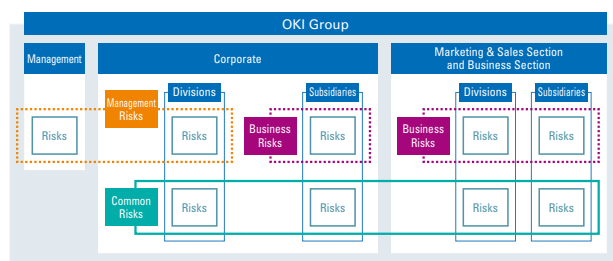 OKI Group
Management
Corporate
Marketing & Sales Section
and Business Section
Management
Risks
Divisions
Subsidiaries
Divisions
Subsidiaries
Risks
Risks
Business
Risks
Risks
Business
Risks
Risks
Risks
Common
Risks
Risks
Risks
Risks
Risks